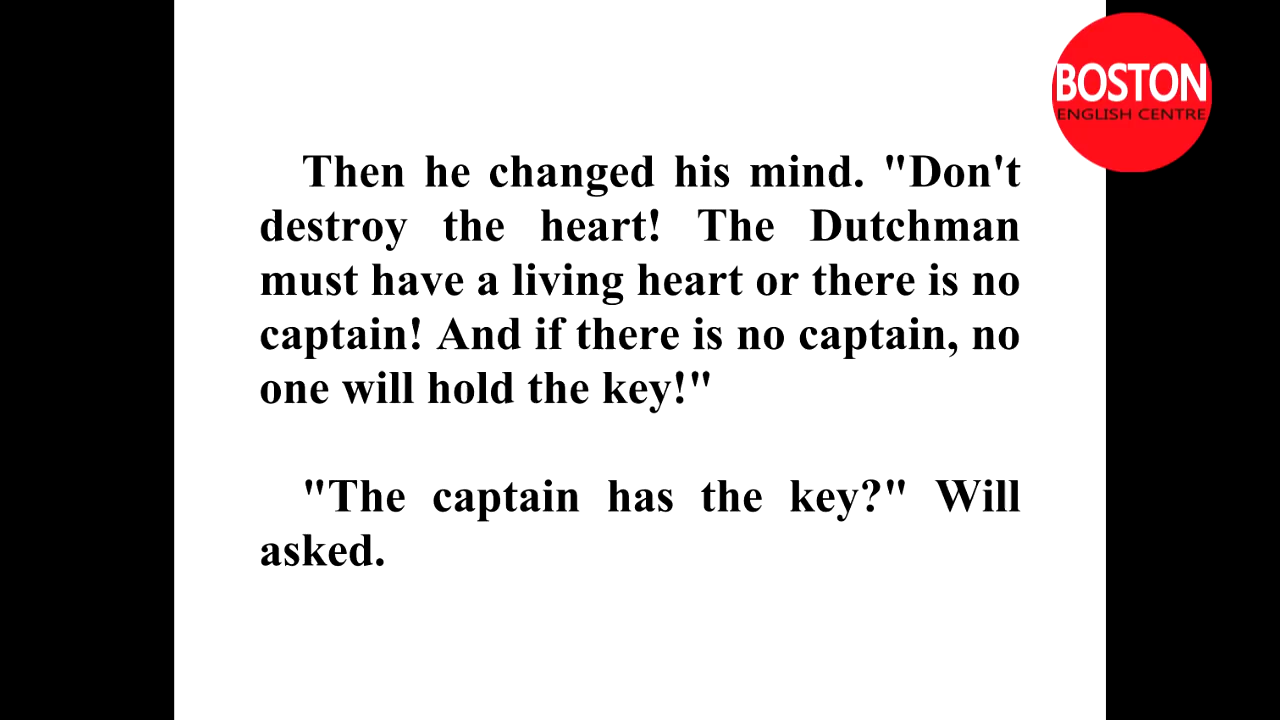 BOSTON
ENGLISH CENTRE
Then he changed his mind. "Don't
destroy the heart! The Dutchman
must have a living heart or there is no
captain! And if there is no captain, no
one will hold the key!"
"The captain has the key?" Will
asked.